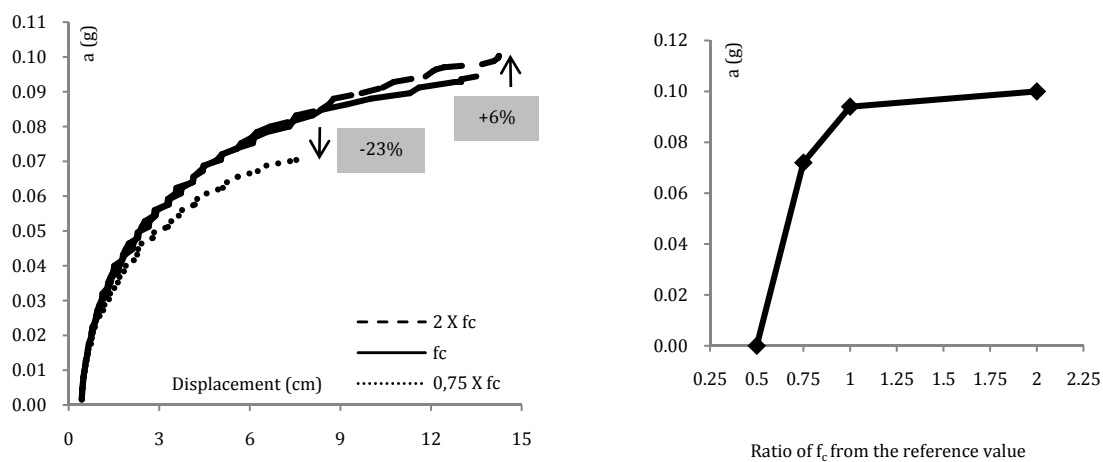 a (g)
0.11
0.10
0.09
0.08
0.07
0.06
0.05
0.04
0.03
0.02
0.01
0.00
+6%
-23%
2 X fc
fc
0,75 X fc
Displacement (cm)
0 3 6 9 12 15
a (g)
0.12
0.10
0.08
0.06
0.04
0.02
0.00
0.25 0.5 0.75 1 1.25 1.5 1.75 2 2.25
Ratio of fc from the reference value